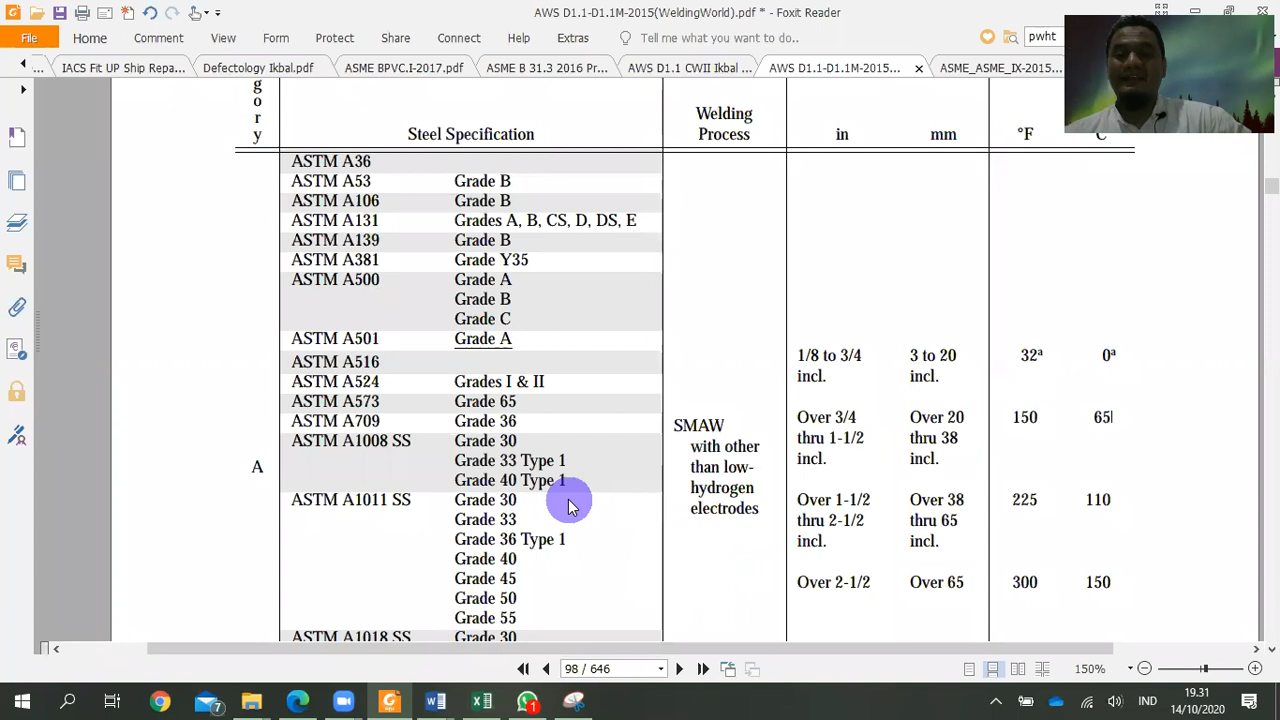 AWS D1.1-D1.1M-2015(WeldingWorld).pdf * - Foxit Reader
File Home Comment View Form Protect Share Connect Help Extras Tell me what you want to do... pwht
... IACS Fit UP Ship Repa... Defectology Ikbal.pdf ASME BPVC.I-2017.pdf ASME B 31.3 2016 Pr... AWS D1.1 CWII Ikbal ... AWS D1.1-D1.1M-2015... ASME_ASME_IX-2015...
g
o
r
y
Steel Specification
Welding
Process
in mm °F C
ASTM A36
ASTM A53 Grade B
ASTM A106 Grade B
ASTM A131 Grades A, B, CS, D, DS, E
ASTM A139 Grade B
ASTM A381 Grade Y35
ASTM A500 Grade A
Grade B
Grade C
ASTM A501 Grade A
ASTM A516
ASTM A524 Grades I & II
ASTM A573 Grade 65
ASTM A709 Grade 36
ASTM A1008 SS Grade 30
Grade 33 Type 1
A Grade 40 Type 1
ASTM A1011 SS Grade 30
Grade 33
Grade 36 Type 1
Grade 40
Grade 45
Grade 50
Grade 55
ASTM A1018 SS Grade 30
SMAW
with other
than low-
hydrogen
electrodes
1/8 to 3/4 3 to 20 32ª 0ª
incl. incl.
Over 3/4 Over 20 150 65
thru 1-1/2 thru 38
incl. incl.
Over 1-1/2 Over 38 225 110
thru 2-1/2 thru 65
incl. incl.
Over 2-1/2 Over 65 300 150
98 / 646 150%
7 1 IND 19.31
14/10/2020